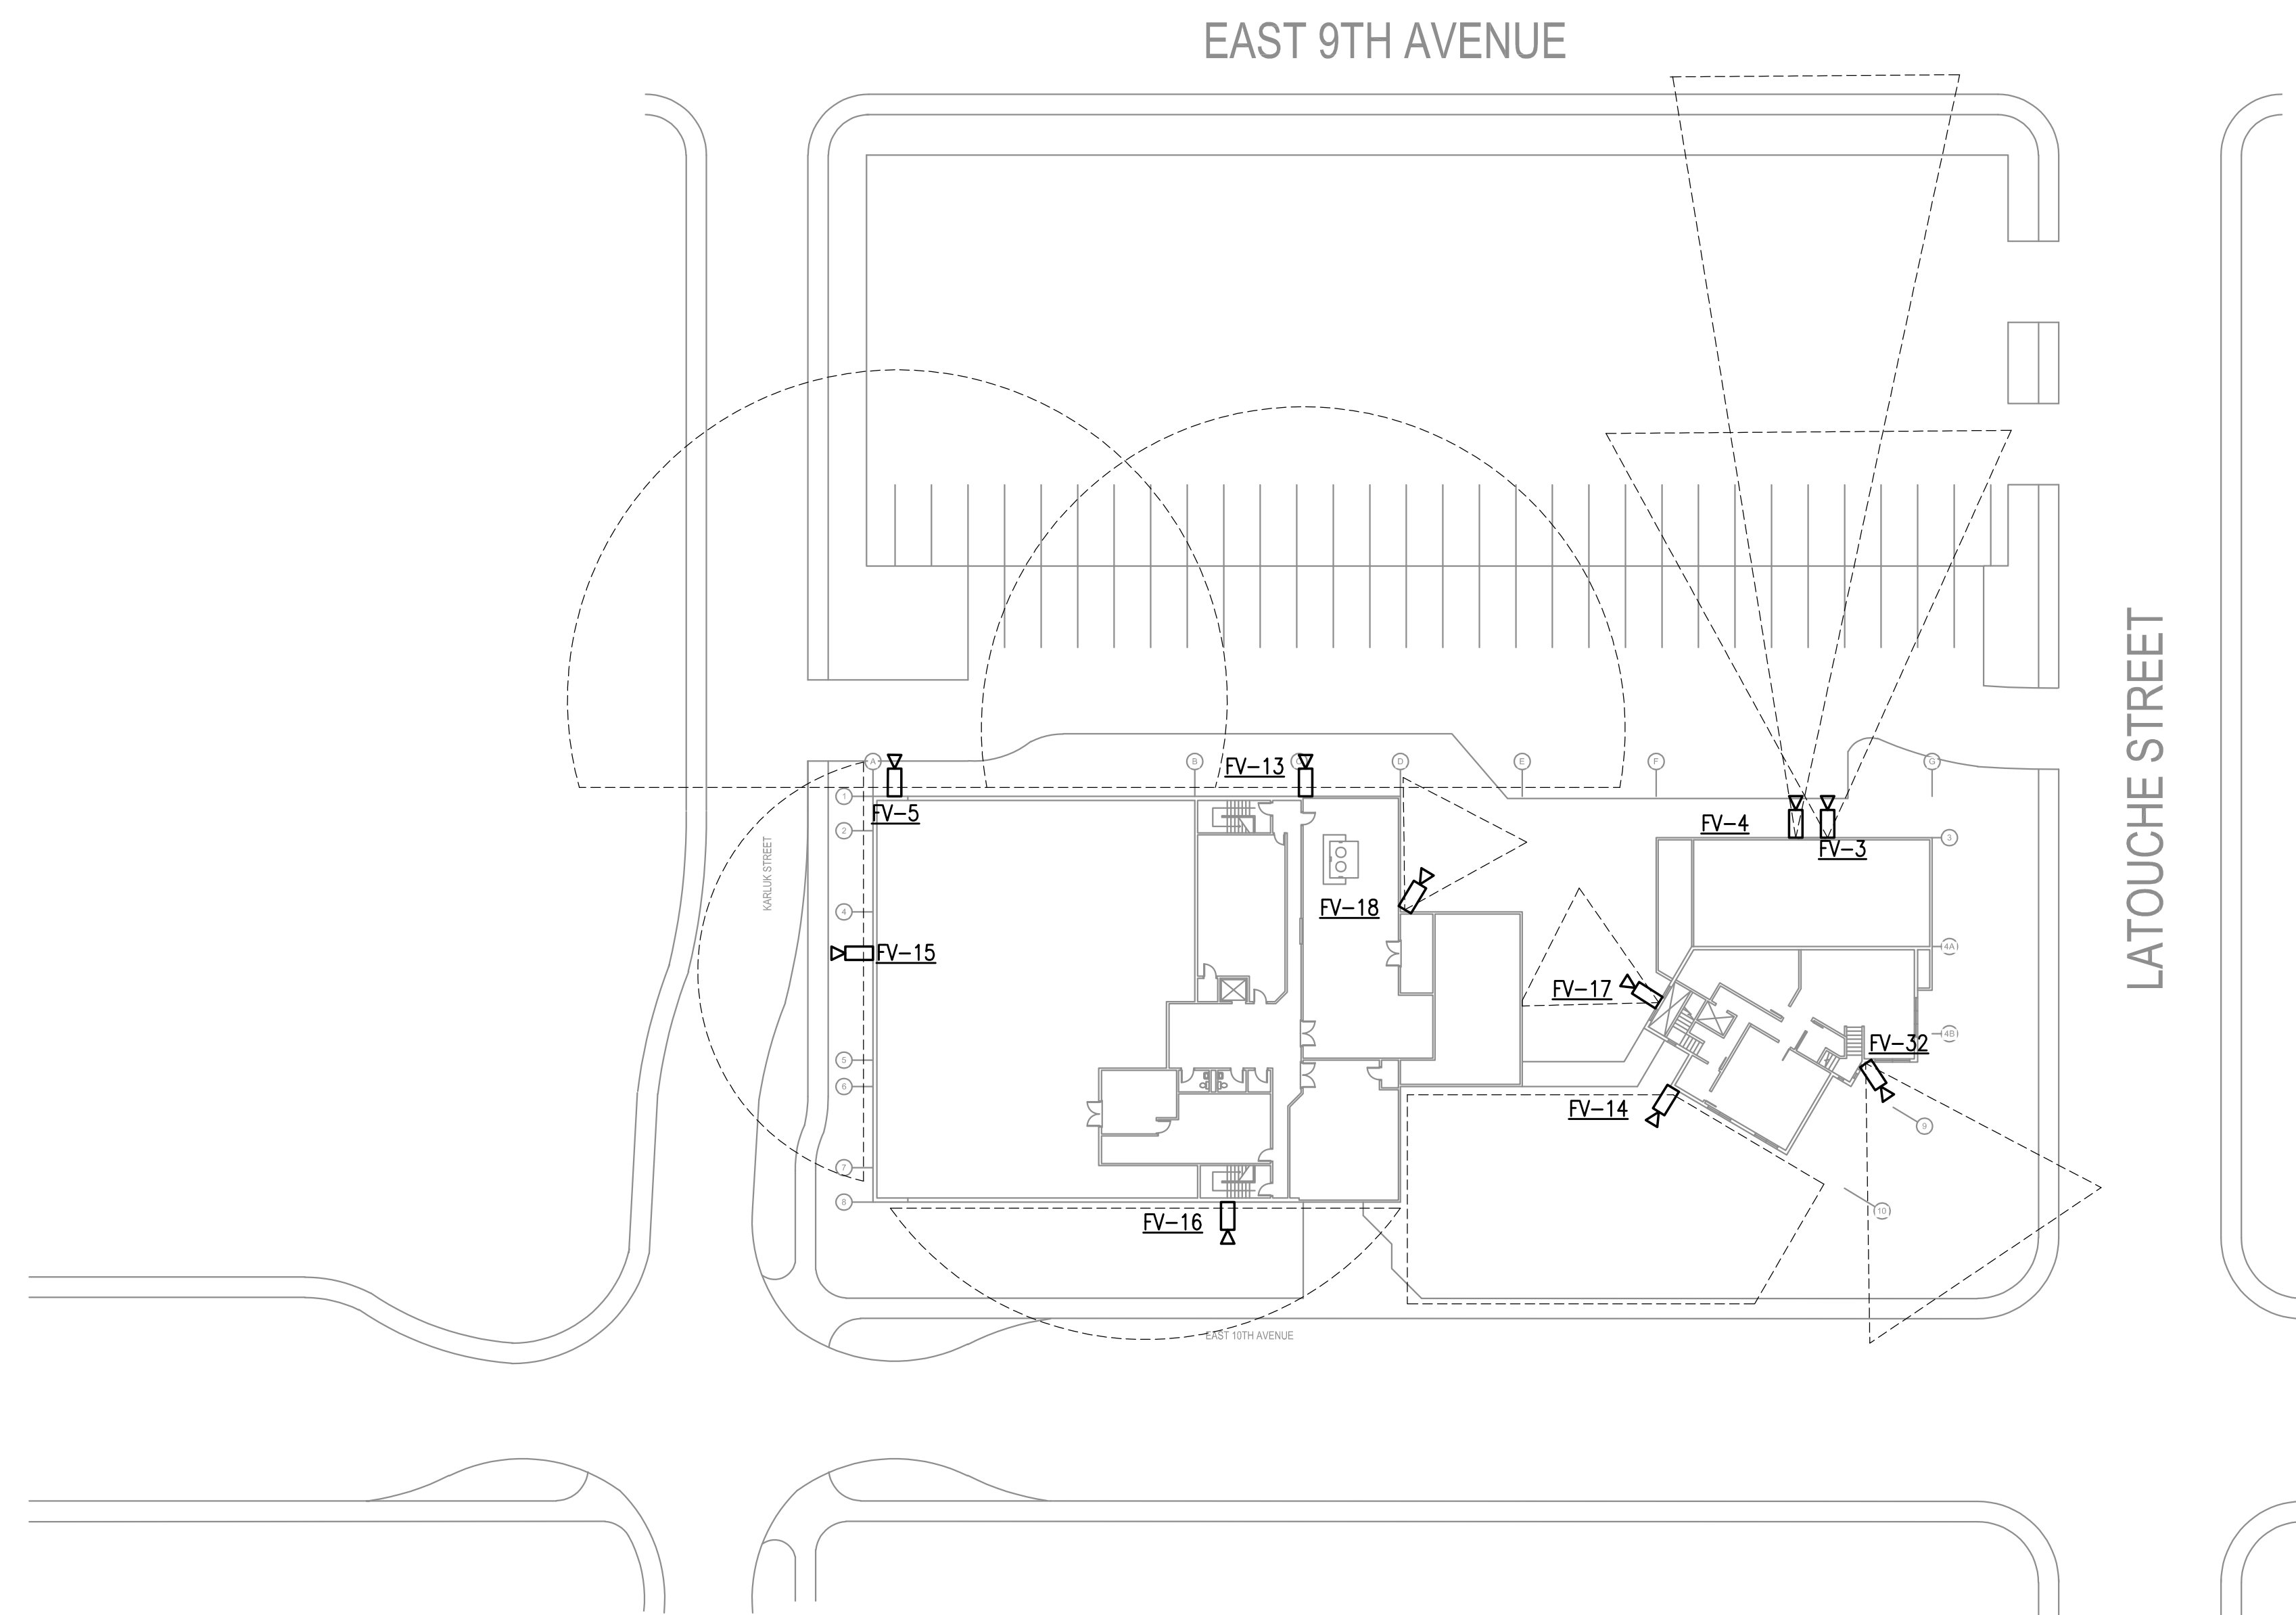 EAST 9TH AVENUE
A
B
FV-13
C
D
E
F
G
1
FV-5
2
FV-4
FV-3
3
LATOUCHE STREET
KARLUK STREET
4
FV-18
FV-15
4A
FV-17
4B
FV-32
5
6
FV-14
9
7
8
FV-16
10
EAST 10TH AVENUE